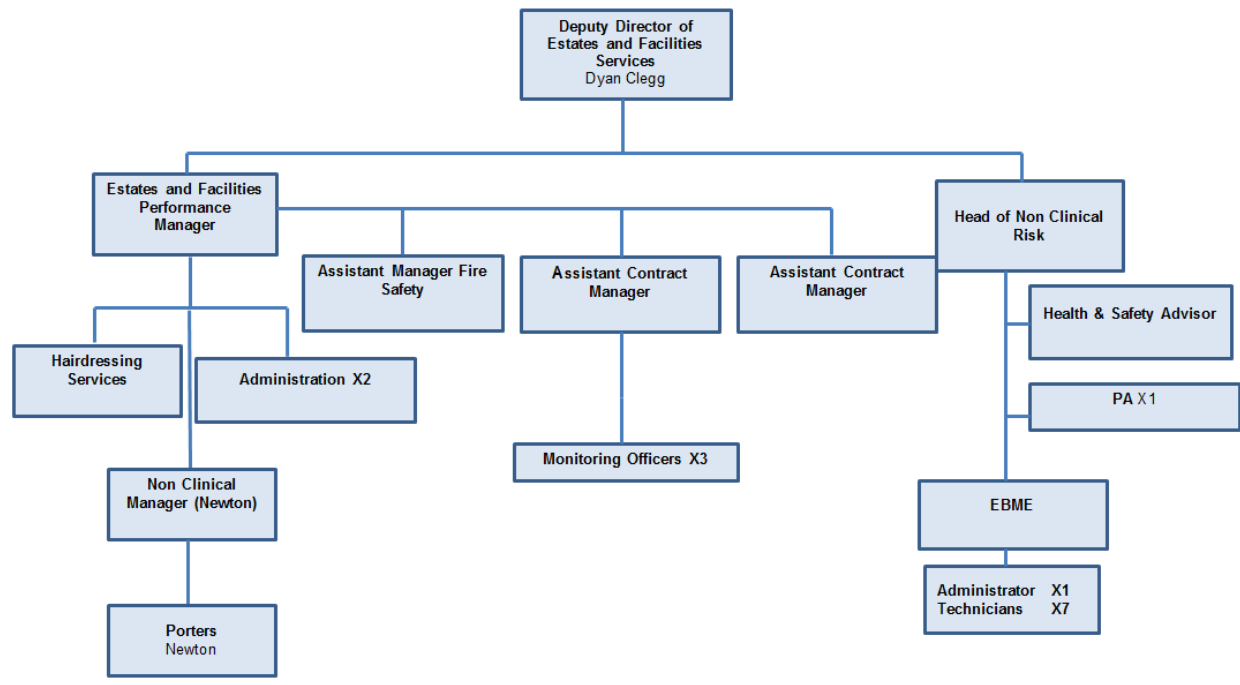 Deputy Director of
Estates and Facilities
Services
Dyan Clegg
Estates and Facilities
Performance
Manager
Head of Non Clinical
Risk
Assistant Manager Fire
Safety
Assistant Contract
Manager
Assistant Contract
Manager
Health & Safety Advisor
Hairdressing
Services
Administration X2
PA X1
Monitoring Officers X3
Non Clinical
Manager (Newton)
EBME
Administrator X1
Technicians X7
Porters
Newton